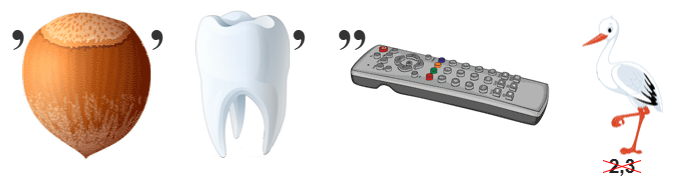 , , , ,,
2,3